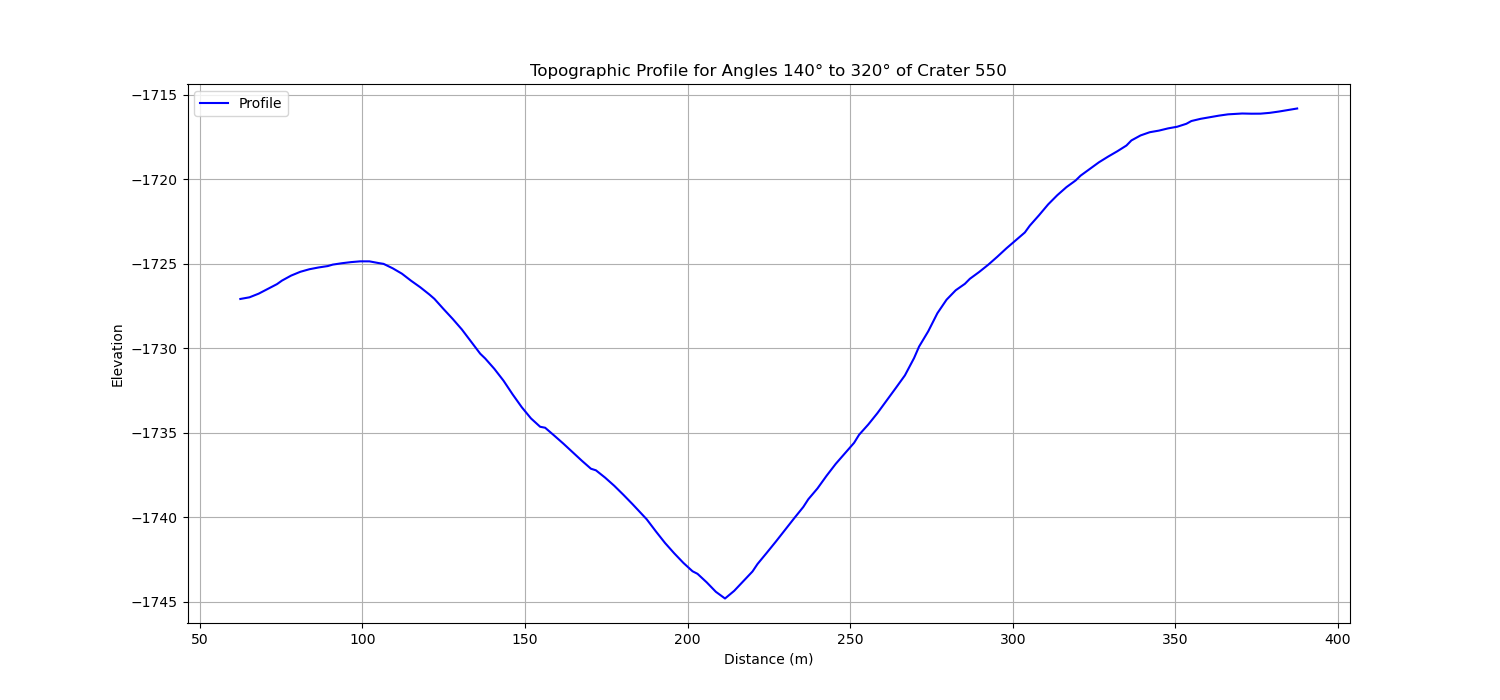 Topographic Profile for Angles 140° to 320° of Crater 550
Profile
−1715
−1720
−1725
−1730
−1735
−1740
−1745
Elevation
50 100 150 200 250 300 350 400
Distance (m)